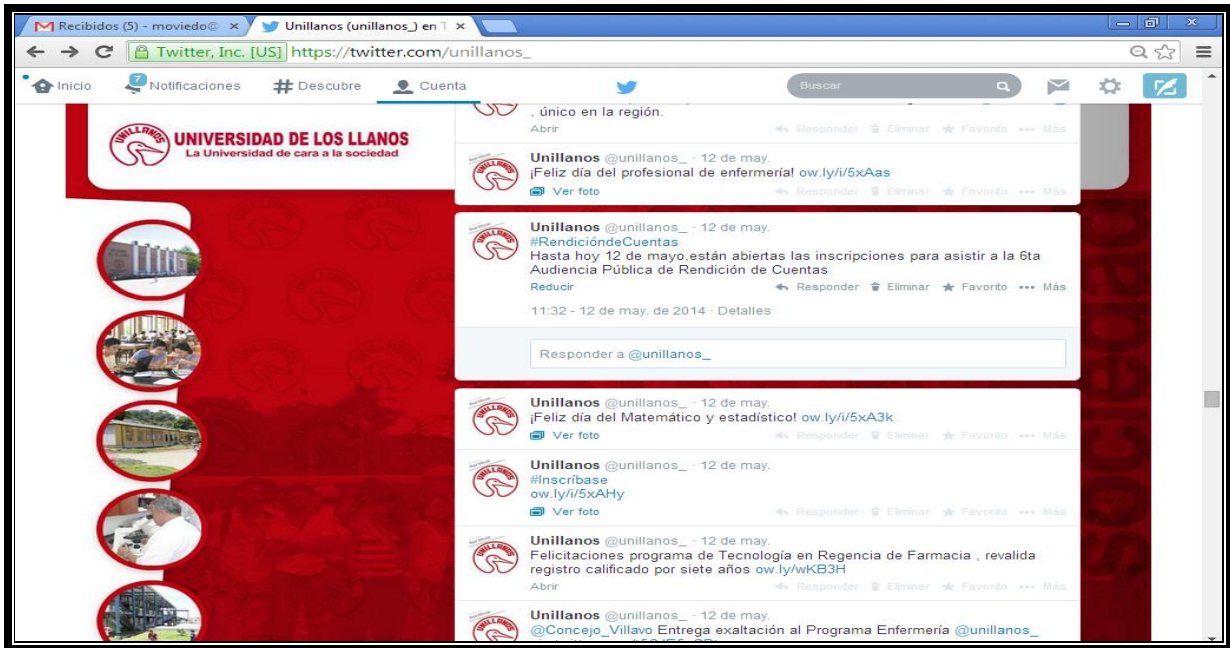 Recibidos (5) - moviedo@
Unillanos (unillanos_) en T
Twitter, Inc. [US] https://twitter.com/unillanos_
Inicio
7
Notificaciones
Descubre
Cuenta
Buscar
UNILLANOS
UNIVERSIDAD DE LOS LLANOS
La Universidad de cara a la sociedad
, único en la región.
Abrir
Responder Eliminar Favorito Más
Unillanos @unillanos_ · 12 de may.
¡Feliz día del profesional de enfermería! ow.ly/i/5xAas
Ver foto
Responder Eliminar Favorito Más
Unillanos @unillanos_ · 12 de may.
#RendicióndeCuentas
Hasta hoy 12 de mayo,están abiertas las inscripciones para asistir a la 6ta
Audiencia Pública de Rendición de Cuentas
Reducir
Responder Eliminar Favorito Más
11:32 - 12 de may. de 2014 · Detalles
Responder a @unillanos_
Unillanos @unillanos_ · 12 de may.
¡Feliz día del Matemático y estadístico! ow.ly/i/5xA3k
Ver foto
Responder Eliminar Favorito Más
Unillanos @unillanos_ · 12 de may.
#Inscríbase
ow.ly/i/5xAHy
Ver foto
Responder Eliminar Favorito Más
Unillanos @unillanos_ · 12 de may.
Felicitaciones programa de Tecnología en Regencia de Farmacia , revalida
registro calificado por siete años ow.ly/wKB3H
Abrir
Responder Eliminar Favorito Más
Unillanos @unillanos_ · 12 de may.
@Concejo_Villavo Entrega exaltación al Programa Enfermería @unillanos_
sociedad